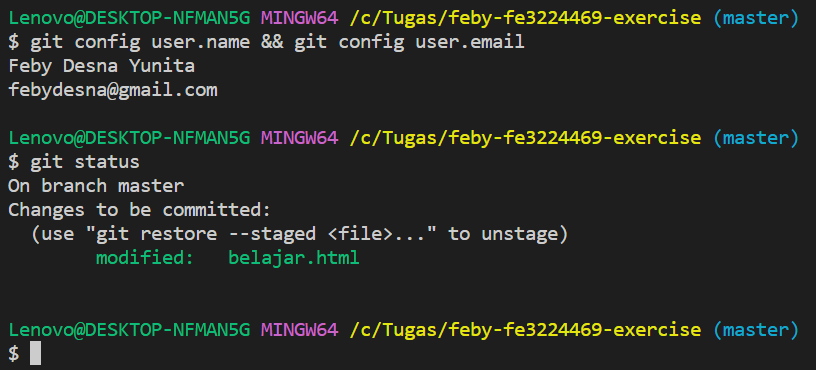 Lenovo@DESKTOP-NFMAN5G MINGW64 /c/Tugas/feby-fe3224469-exercise (master)
$ git config user.name && git config user.email
Feby Desna Yunita
febydesna@gmail.com
Lenovo@DESKTOP-NFMAN5G MINGW64 /c/Tugas/feby-fe3224469-exercise (master)
$ git status
On branch master
Changes to be committed:
(use "git restore --staged <file>..." to unstage)
modified: belajar.html
Lenovo@DESKTOP-NFMAN5G MINGW64 /c/Tugas/feby-fe3224469-exercise (master)
$